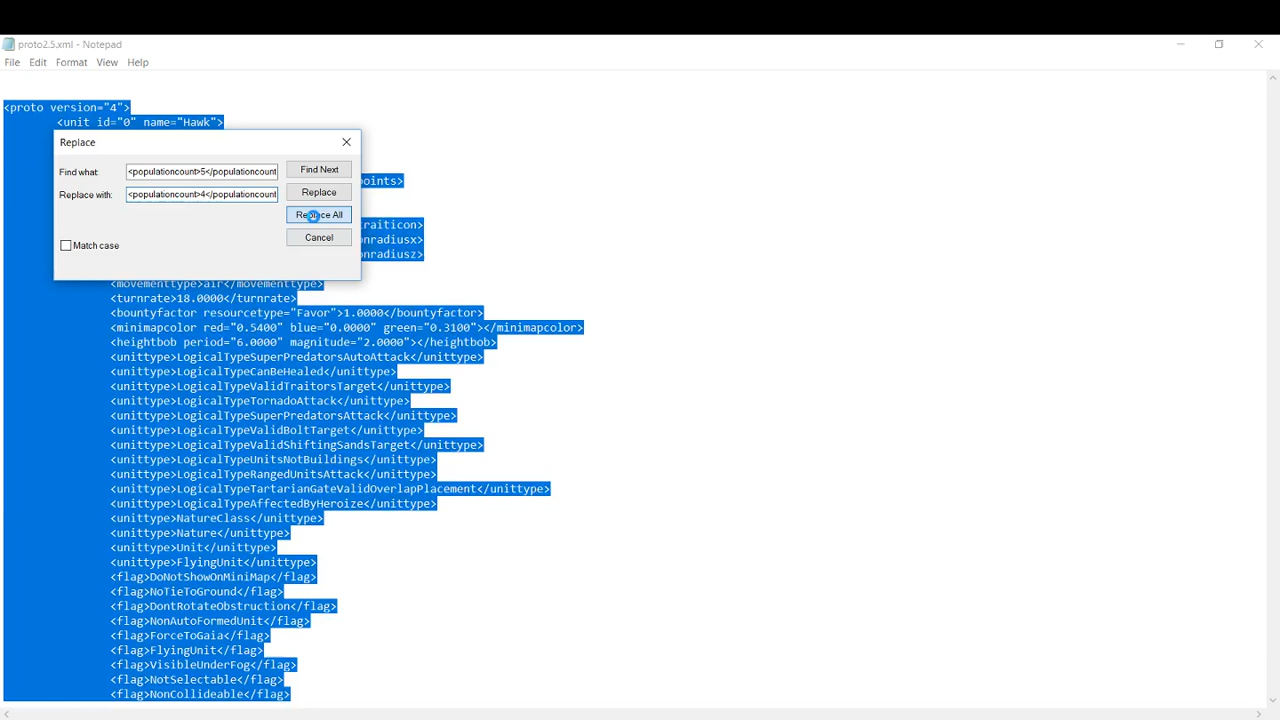 proto2.5.xml - Notepad
File Edit Format View Help
<proto version="4">
<unit id="0" name="Hawk">
Replace
Find what: <populationcount>5</populationcount Find Next
oints>
Replace with: <populationcount>4</populationcount Replace
Replace All
raiticon>
Cancel
onradiusx>
Match case
onradiusz>
<movementtype>air</movementtype>
<turnrate>18.0000</turnrate>
<bountyfactor resourcetype="Favor">1.0000</bountyfactor>
<minimapcolor red="0.5400" blue="0.0000" green="0.3100"></minimapcolor>
<heightbob period="6.0000" magnitude="2.0000"></heightbob>
<unittype>LogicalTypeSuperPredatorsAutoAttack</unittype>
<unittype>LogicalTypeCanBeHealed</unittype>
<unittype>LogicalTypeValidTraitorsTarget</unittype>
<unittype>LogicalTypeTornadoAttack</unittype>
<unittype>LogicalTypeSuperPredatorsAttack</unittype>
<unittype>LogicalTypeValidBoltTarget</unittype>
<unittype>LogicalTypeValidShiftingSandsTarget</unittype>
<unittype>LogicalTypeUnitsNotBuildings</unittype>
<unittype>LogicalTypeRangedUnitsAttack</unittype>
<unittype>LogicalTypeTartarianGateValidOverlapPlacement</unittype>
<unittype>LogicalTypeAffectedByHeroize</unittype>
<unittype>NatureClass</unittype>
<unittype>Nature</unittype>
<unittype>Unit</unittype>
<unittype>FlyingUnit</unittype>
<flag>DoNotShowOnMiniMap</flag>
<flag>NoTieToGround</flag>
<flag>DontRotateObstruction</flag>
<flag>NonAutoFormedUnit</flag>
<flag>ForceToGaia</flag>
<flag>FlyingUnit</flag>
<flag>VisibleUnderFog</flag>
<flag>NotSelectable</flag>
<flag>NonCollideable</flag>